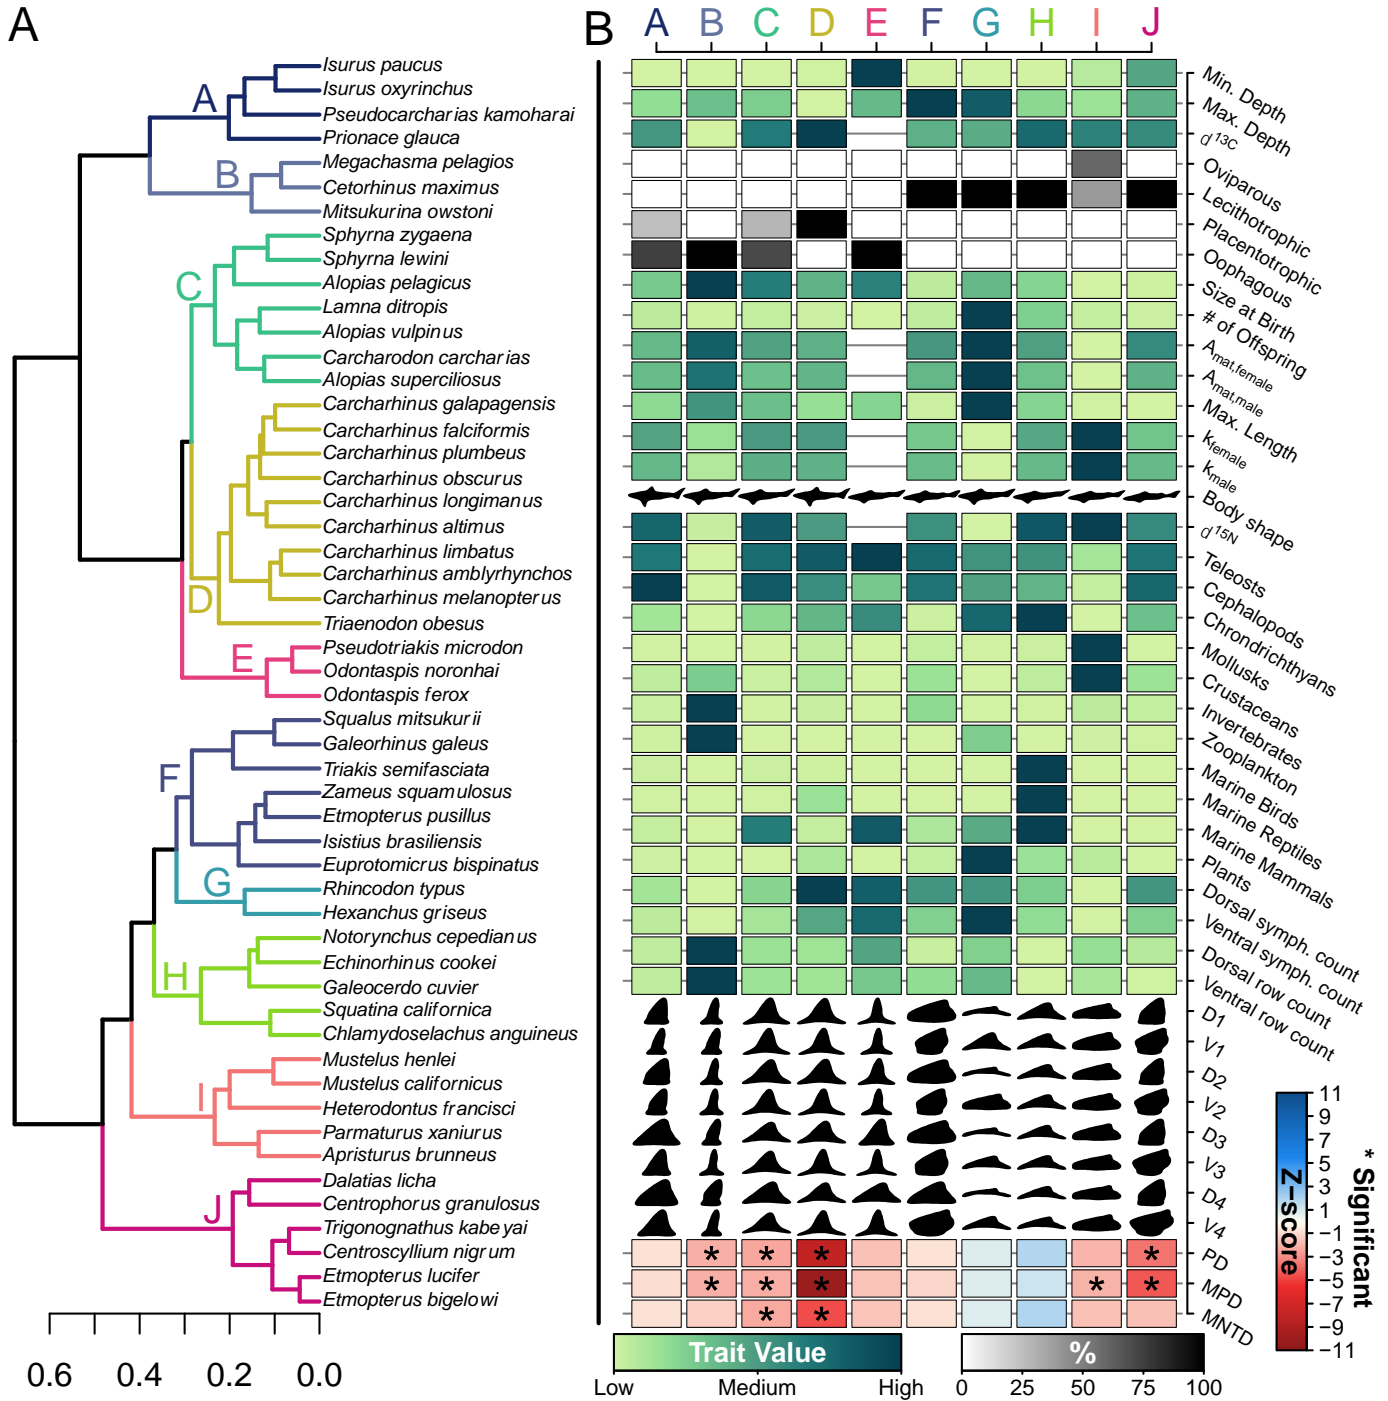 A
B
A B C D E F G H I J
Isurus paucus
Isurus oxyrinchus
Pseudocarcharias kamoharai
Prionace glauca
Megachasma pelagios
Cetorhinus maximus
Mitsukurina owstoni
Sphyrna zygaena
Sphyrna lewini
Alopias pelagicus
Lamna ditropis
Alopias vulpinus
Carcharodon carcharias
Alopias superciliosus
Carcharhinus galapagensis
Carcharhinus falciformis
Carcharhinus plumbeus
Carcharhinus obscurus
Carcharhinus longimanus
Carcharhinus altimus
Carcharhinus limbatus
Carcharhinus amblyrhynchos
Carcharhinus melanopterus
Triaenodon obesus
Pseudotriakis microdon
Odontaspis noronhai
Odontaspis ferox
Squalus mitsukurii
Galeorhinus galeus
Triakis semifasciata
Zameus squamulosus
Etmopterus pusillus
Isistius brasiliensis
Euprotomicrus bispinatus
Rhincodon typus
Hexanchus griseus
Notorynchus cepedianus
Echinorhinus cookei
Galeocerdo cuvier
Squatina californica
Chlamydoselachus anguineus
Mustelus henlei
Mustelus californicus
Heterodontus francisci
Parmaturus xaniurus
Apristurus brunneus
Dalatias licha
Centrophorus granulosus
Trigonognathus kabeyai
Centroscyllium nigrum
Etmopterus lucifer
Etmopterus bigelowi
A
B
C
D
E
F
G
H
I
J
0.6 0.4 0.2 0.0
Min. Depth
Max. Depth
d13C
Oviparous
Lecithotrophic
Placentotrophic
Oophagous
Size at Birth
# of Offspring
Amat,female
Amat,male
Max. Length
kfemale
kmale
Body shape
d15N
Teleosts
Cephalopods
Chrondrichthyans
Mollusks
Crustaceans
Invertebrates
Zooplankton
Marine Birds
Marine Reptiles
Marine Mammals
Plants
Dorsal symph. count
Ventral symph. count
Dorsal row count
Ventral row count
D1
V1
D2
V2
D3
V3
D4
V4
PD
* * * *
MPD
* * * * *
MNTD
* *
Trait Value
Low Medium High
%
0 25 50 75 100
11
9
7
5
3
1
−1
−3
−5
−7
−9
−11
Z−score
* Significant